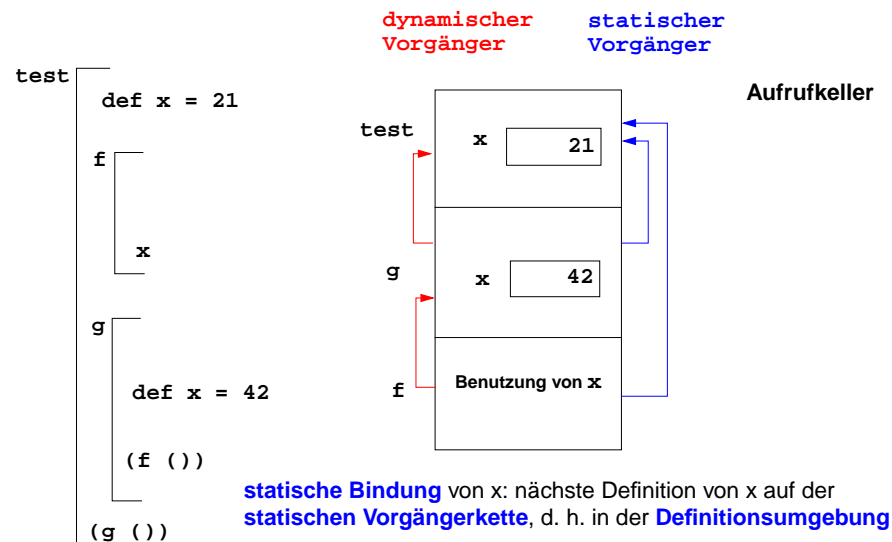 dynamischer
Vorgänger
statischer
Vorgänger
Aufrufkeller
test
def x = 21
f
x
g
def x = 42
(f ())
(g ())
test
x 21
g
x 42
f
Benutzung von x
statische Bindung von x: nächste Definition von x auf der
statischen Vorgängerkette, d. h. in der Definitionsumgebung